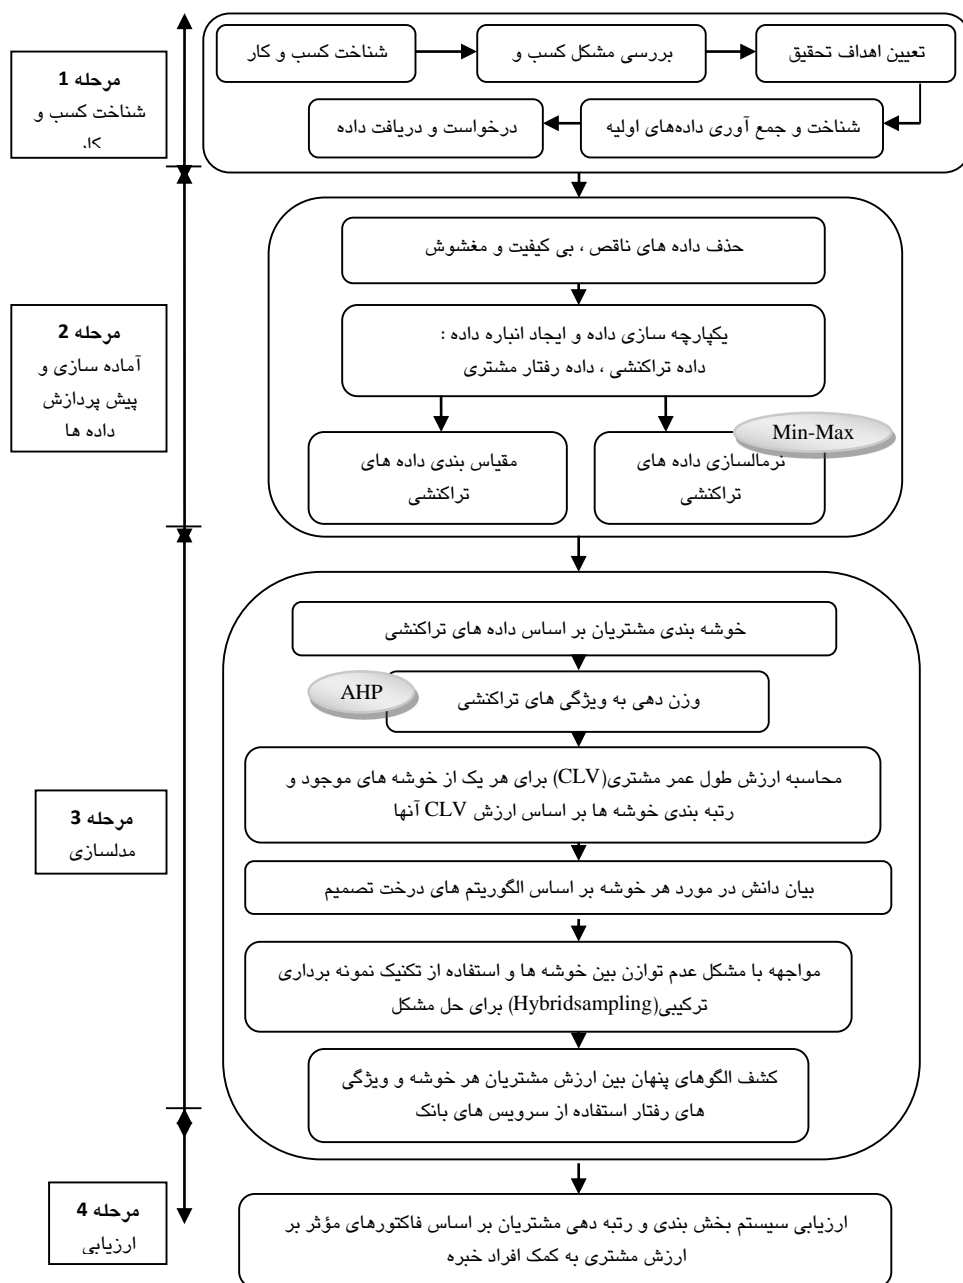 مرحله 1
شناخت کسب و
کار
شناخت کسب و کار
بررسی مشکل کسب و
تعیین اهداف تحقیق
شناخت و جمع آوری داده‌های اولیه
درخواست و دریافت داده
مرحله 2
آماده سازی و
پیش پردازش
داده ها
حذف داده های ناقص ، بی کیفیت و مغشوش
یکپارچه سازی داده و ایجاد انباره داده :
داده تراکنشی ، داده رفتار مشتری
Min-Max
نرمالسازی داده های
تراکنشی
مقیاس بندی داده های
تراکنشی
مرحله 3
مدلسازی
خوشه بندی مشتریان بر اساس داده های تراکنشی
AHP
وزن دهی به ویژگی های تراکنشی
محاسبه ارزش طول عمر مشتری(CLV) برای هر یک از خوشه های موجود و
رتبه بندی خوشه ها بر اساس ارزش CLV آنها
بیان دانش در مورد هر خوشه بر اساس الگوریتم های درخت تصمیم
مواجهه با مشکل عدم توازن بین خوشه ها و استفاده از تکنیک نمونه برداری
ترکیبی(Hybridsampling) برای حل مشکل
کشف الگوهای پنهان بین ارزش مشتریان هر خوشه و ویژگی
های رفتار استفاده از سرویس های بانک
مرحله 4
ارزیابی
ارزیابی سیستم بخش بندی و رتبه دهی مشتریان بر اساس فاکتورهای مؤثر بر
ارزش مشتری به کمک افراد خبره